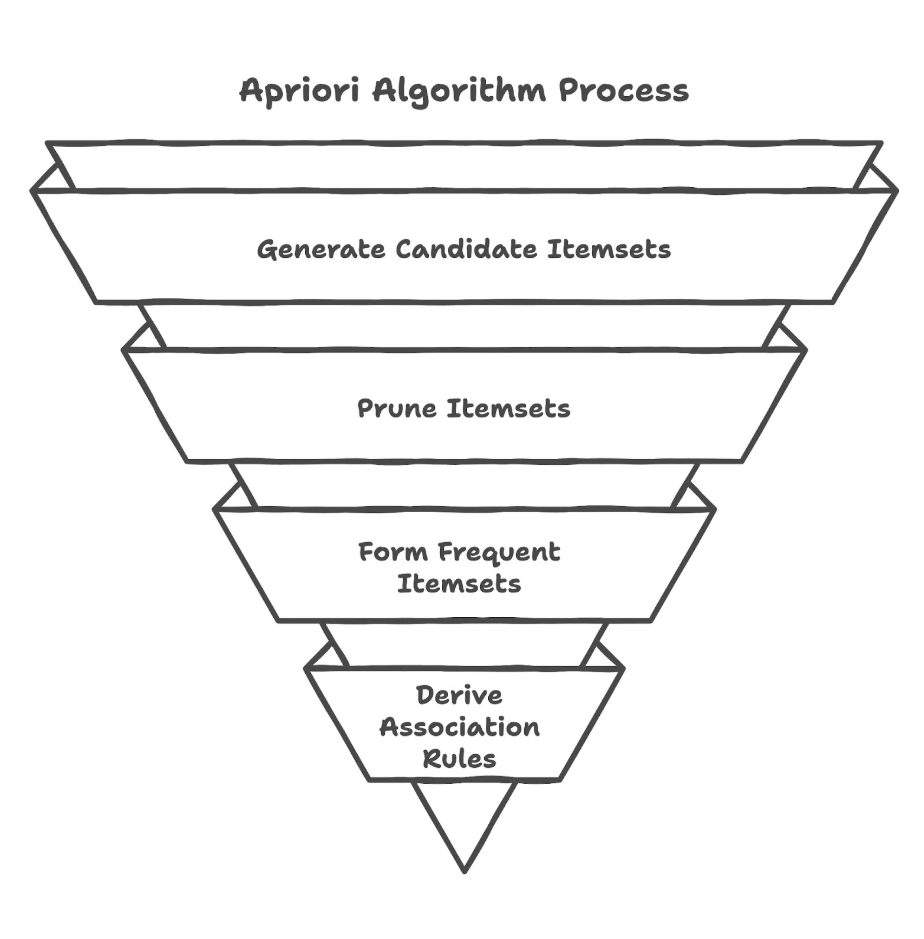 Apriori Algorithm Process
Generate Candidate Itemsets
Prune Itemsets
Form Frequent
Itemsets
Derive
Association
Rules